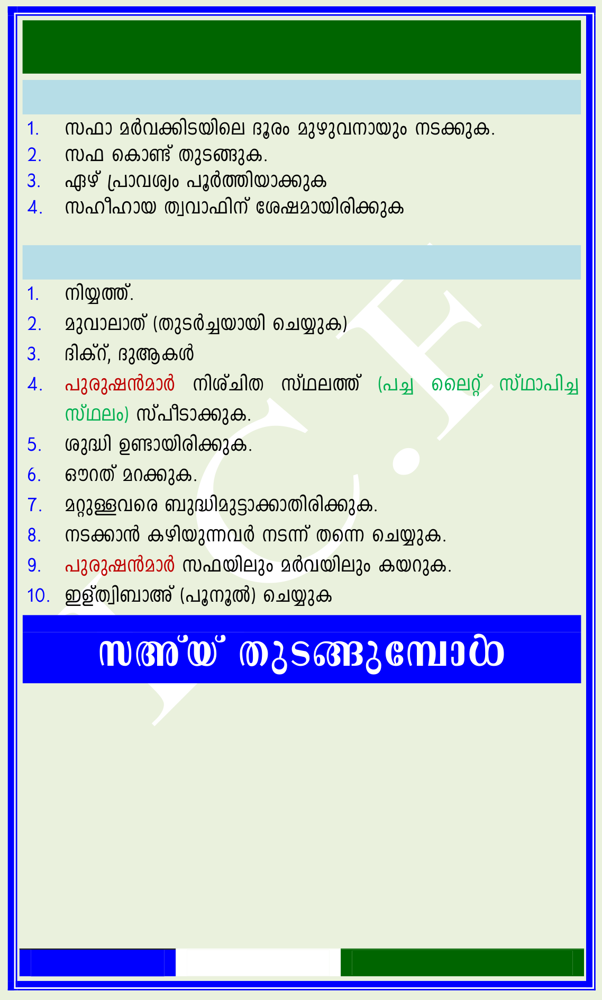 1. സഫാ മർവക്കിടയിലെ ദൂരം മുഴുവനായും നടക്കുക.
2. സഫ കൊണ്ട് തുടങ്ങുക.
3. ഏഴ് പ്രാവശ്യം പൂർത്തിയാക്കുക
4. സഹീഹായ ത്വവാഫിന് ശേഷമായിരിക്കുക
1. നിയ്യത്ത്.
2. മുവാലാത് (തുടർച്ചയായി ചെയ്യുക)
3. ദിക്റ്, ദുആകൾ
4. പുരുഷൻമാർ നിശ്ചിത സ്ഥലത്ത് (പച്ച ലൈറ്റ് സ്ഥാപിച്ച
സ്ഥലം) സ്പീടാക്കുക.
5. ശുദ്ധി ഉണ്ടായിരിക്കുക.
6. ഔറത് മറക്കുക.
7. മറ്റുള്ളവരെ ബുദ്ധിമുട്ടാക്കാതിരിക്കുക.
8. നടക്കാൻ കഴിയുന്നവർ നടന്ന് തന്നെ ചെയ്യുക.
9. പുരുഷൻമാർ സഫയിലും മർവയിലും കയറുക.
10. ഇള്ത്വിബാഅ് (പൂനൂൽ) ചെയ്യുക
സഅ്യ് തുടങ്ങുമ്പോൾ
I.C.F